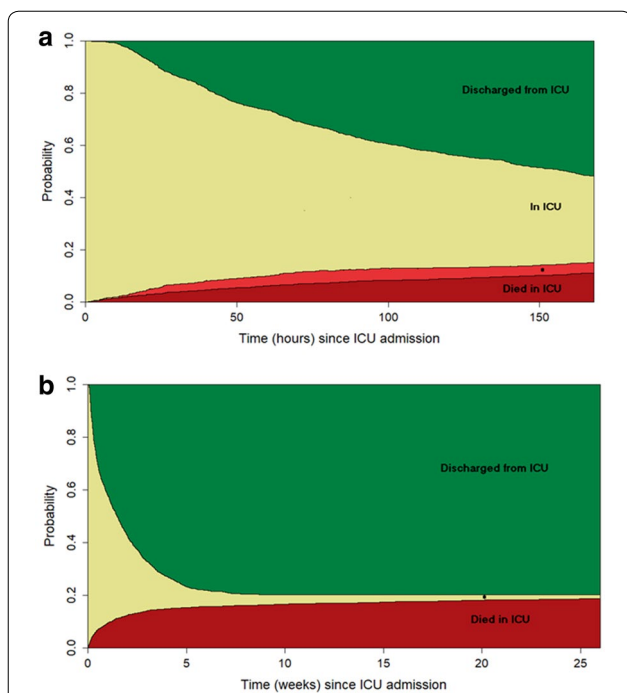 a
1.0
0.8
0.6
0.4
0.2
0.0
Probability
Discharged from ICU
In ICU
*
Died in ICU
0
50
100
150
Time (hours) since ICU admission
b
1.0
0.8
0.6
0.4
0.2
0.0
Probability
Discharged from ICU
*
Died in ICU
0
5
10
15
20
25
Time (weeks) since ICU admission